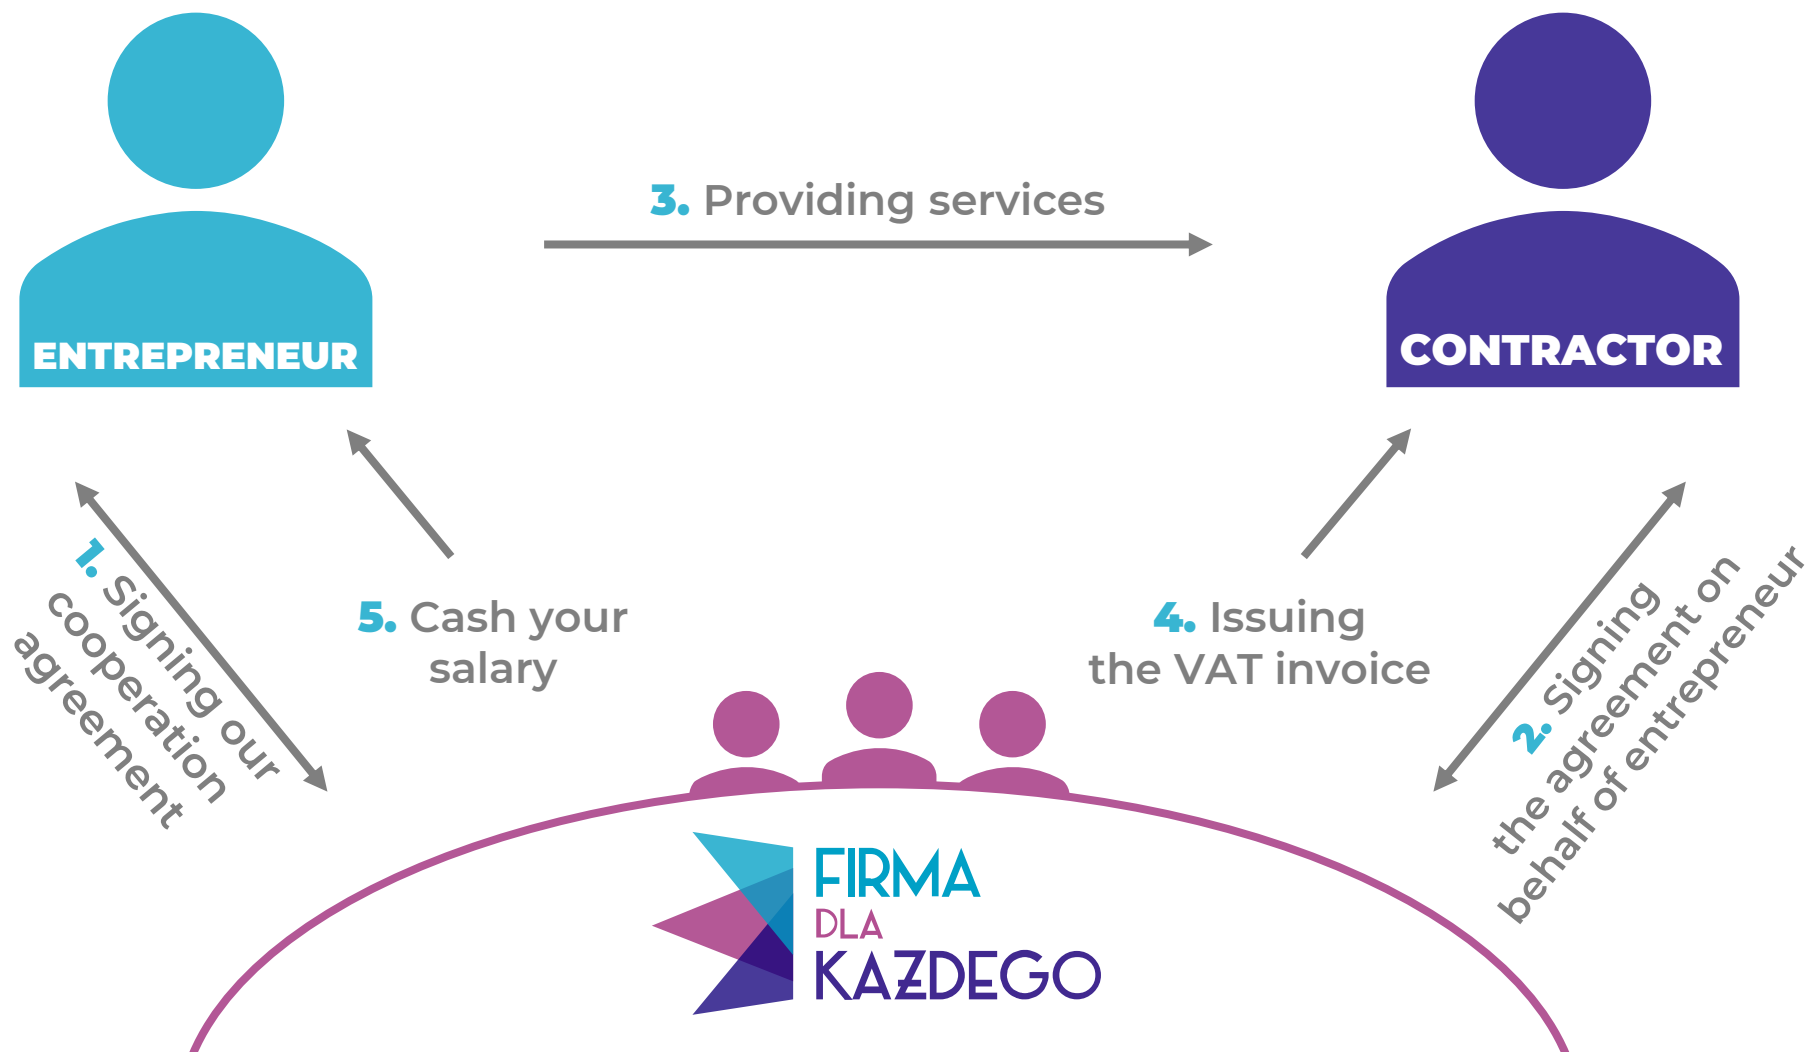 3. Providing services
ENTREPRENEUR
CONTRACTOR
1. Signing our
cooperation
agreement
5. Cash your
salary
4. Issuing
the VAT invoice
2. Signing
the agreement on
behalf of entrepreneur
FIRMA
DLA
KAŻDEGO